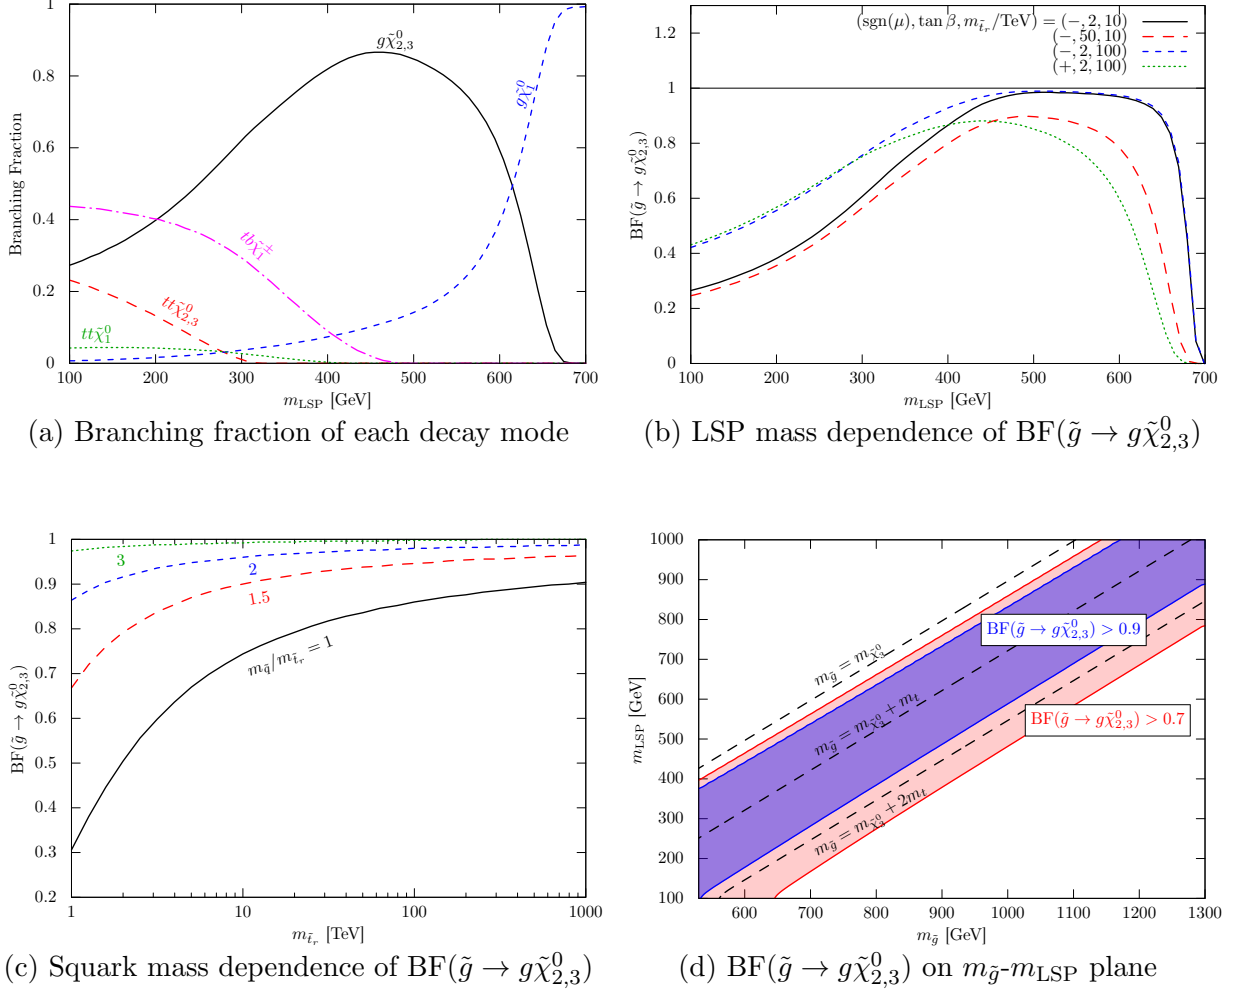 1
0.8
0.6
0.4
0.2
0
Branching Fraction
100 200 300 400 500 600 700
m_LSP [GeV]
gχ̃⁰₂,₃
gχ̃⁰₁
tbχ̃±₁
ttχ̃⁰₂,₃
ttχ̃⁰₁
(a) Branching fraction of each decay mode
1.2
1
0.8
0.6
0.4
0.2
0
BF(g̃ → gχ̃⁰₂,₃)
100 200 300 400 500 600 700
m_LSP [GeV]
(sgn(μ), tan β, m_t̃r/TeV) = (−, 2, 10)
(−, 50, 10)
(−, 2, 100)
(+, 2, 100)
(b) LSP mass dependence of BF(g̃ → gχ̃⁰₂,₃)
1
0.9
0.8
0.7
0.6
0.5
0.4
0.3
0.2
BF(g̃ → gχ̃⁰₂,₃)
1 10 100 1000
m_t̃r [TeV]
3
2
1.5
m_q̃/m_t̃r = 1
(c) Squark mass dependence of BF(g̃ → gχ̃⁰₂,₃)
1000
900
800
700
600
500
400
300
200
100
m_LSP [GeV]
600 700 800 900 1000 1100 1200 1300
m_g̃ [GeV]
m_g̃ = m_χ̃⁰₃
m_g̃ = m_χ̃⁰₃ + m_t
m_g̃ = m_χ̃⁰₃ + 2m_t
BF(g̃ → gχ̃⁰₂,₃) > 0.9
BF(g̃ → gχ̃⁰₂,₃) > 0.7
(d) BF(g̃ → gχ̃⁰₂,₃) on m_g̃-m_LSP plane